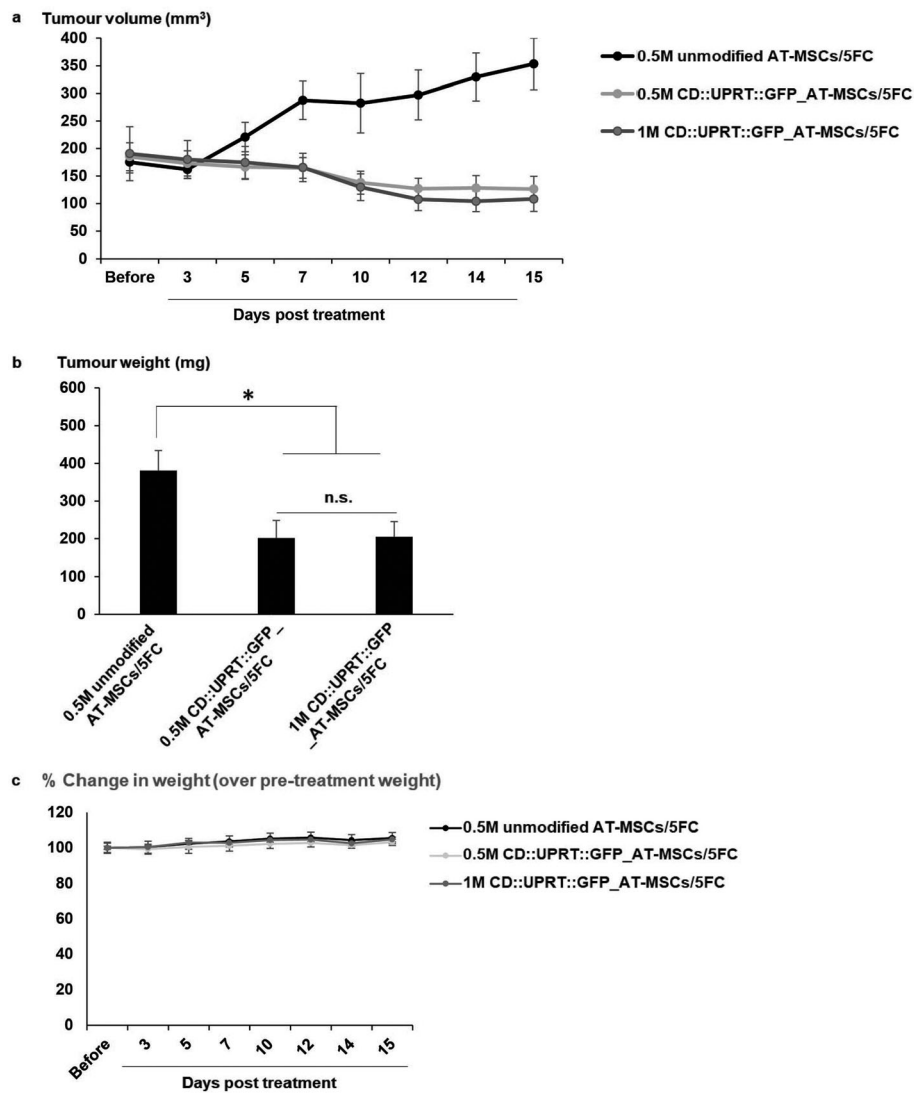 a Tumour volume (mm³)
400
350
300
250
200
150
100
50
0
Before 3 5 7 10 12 14 15
Days post treatment
0.5M unmodified AT-MSCs/5FC
0.5M CD::UPRT::GFP_AT-MSCs/5FC
1M CD::UPRT::GFP_AT-MSCs/5FC
b Tumour weight (mg)
600
500
400
300
200
100
0
*
n.s.
0.5M unmodified
AT-MSCs/5FC
0.5M CD::UPRT::GFP_
AT-MSCs/5FC
1M CD::UPRT::GFP
_AT-MSCs/5FC
c % Change in weight (over pre-treatment weight)
120
100
80
60
40
20
0
Before 3 5 7 10 12 14 15
Days post treatment
0.5M unmodified AT-MSCs/5FC
0.5M CD::UPRT::GFP_AT-MSCs/5FC
1M CD::UPRT::GFP_AT-MSCs/5FC